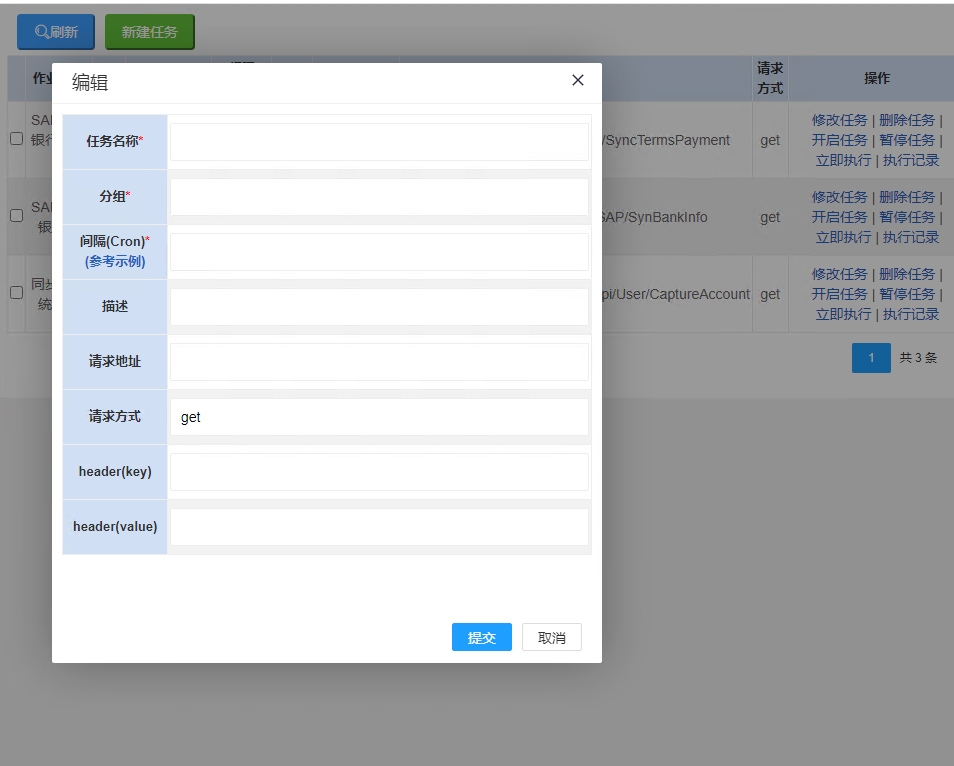 刷新 新建任务
编辑
请求
方式
操作
作业
任务名称*
分组*
间隔(Cron)*
(参考示例)
描述
请求地址
请求方式 get
header(key)
header(value)
提交 取消
SAP
银行
/SyncTermsPayment get
修改任务 | 删除任务 |
开启任务 | 暂停任务 |
立即执行 | 执行记录
SAP
银
SAP/SynBankInfo get
修改任务 | 删除任务 |
开启任务 | 暂停任务 |
立即执行 | 执行记录
同步
统
pi/User/CaptureAccount get
修改任务 | 删除任务 |
开启任务 | 暂停任务 |
立即执行 | 执行记录
1 共 3 条